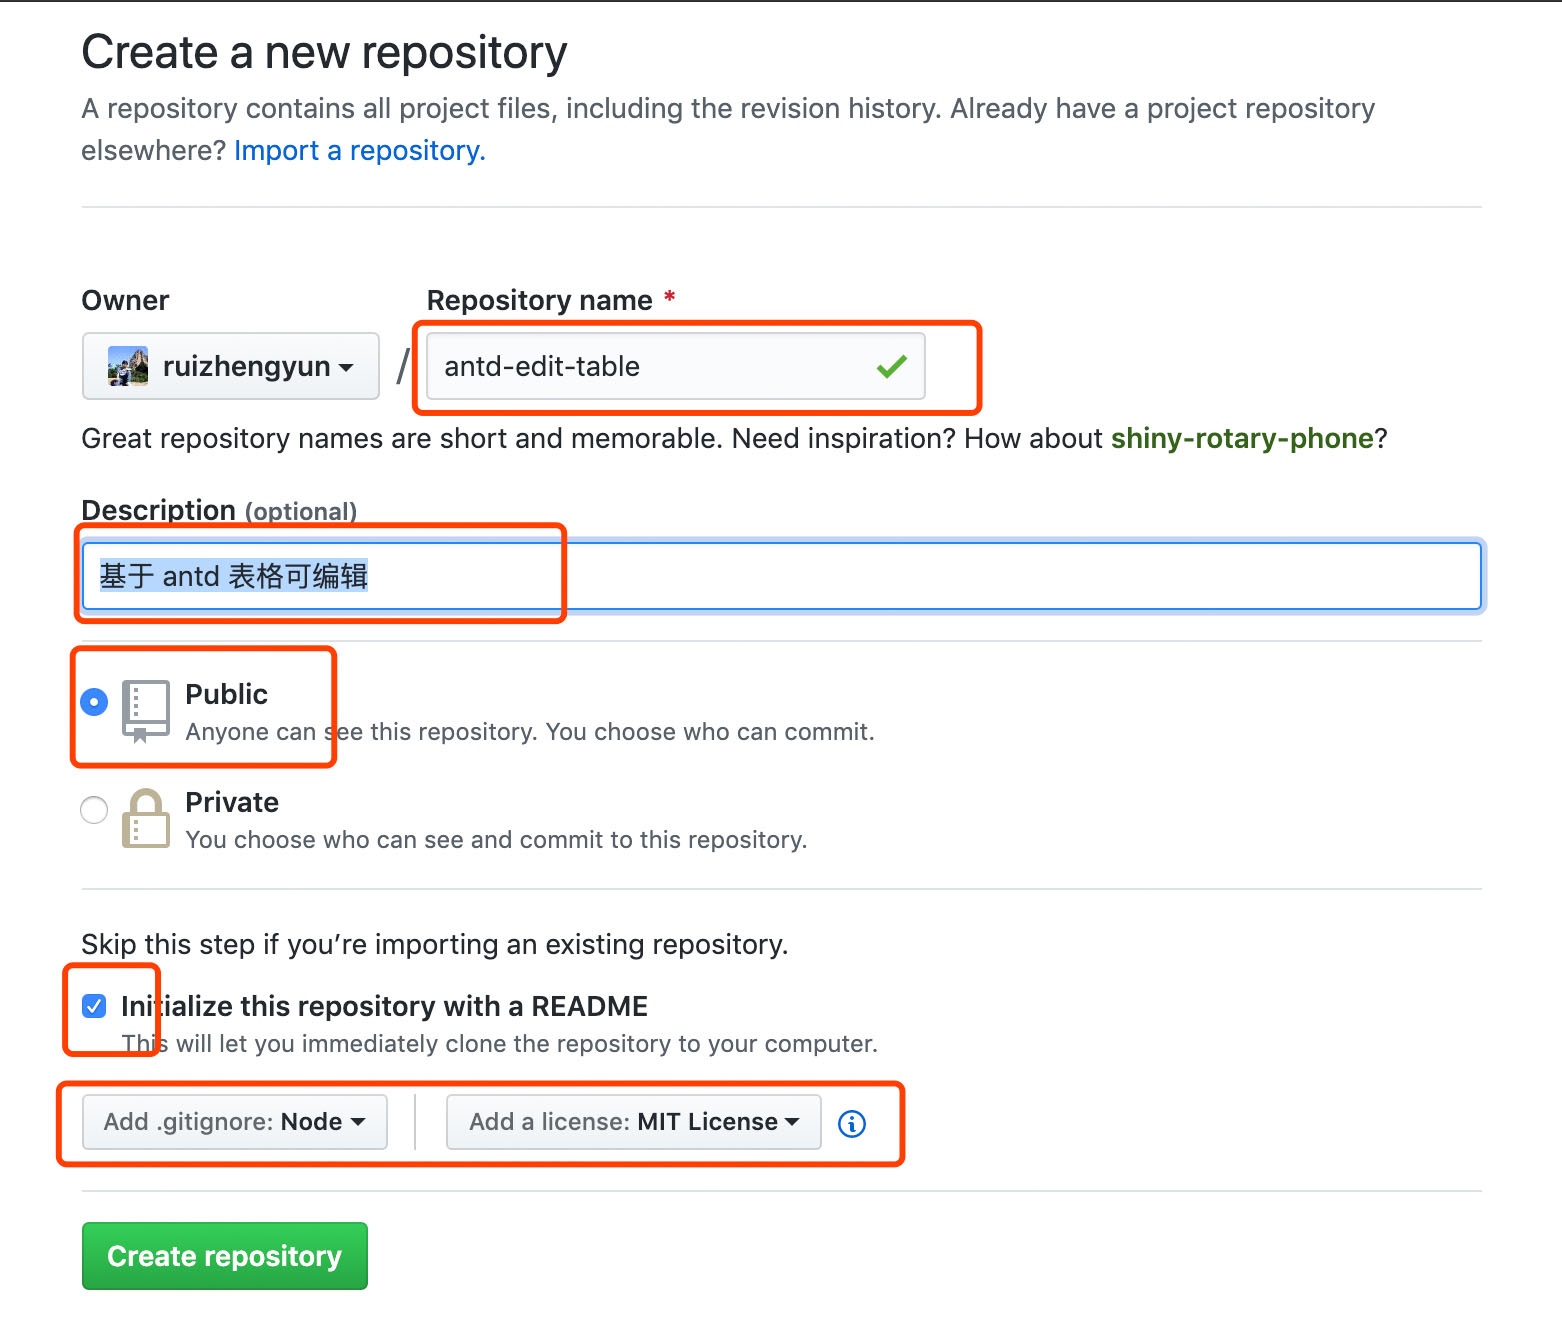 Create a new repository
A repository contains all project files, including the revision history. Already have a project repository
elsewhere? Import a repository.
Owner
Repository name *
ruizhengyun
/
antd-edit-table
Great repository names are short and memorable. Need inspiration? How about shiny-rotary-phone?
Description (optional)
基于 antd 表格可编辑
Public
Anyone can see this repository. You choose who can commit.
Private
You choose who can see and commit to this repository.
Skip this step if you’re importing an existing repository.
Initialize this repository with a README
This will let you immediately clone the repository to your computer.
Add .gitignore: Node
Add a license: MIT License
Create repository